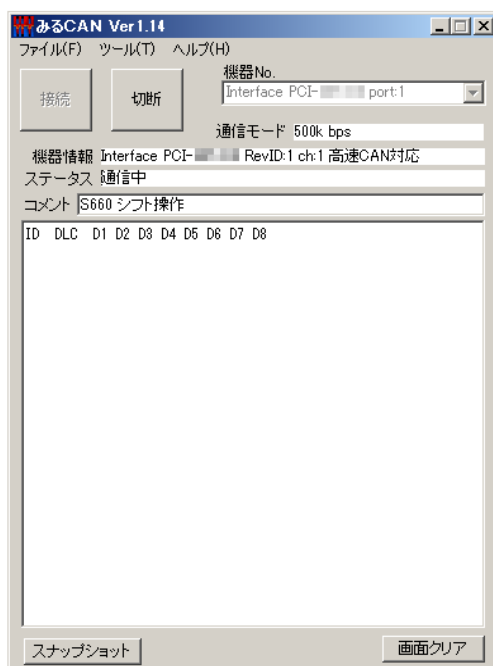 みるCAN Ver1.14
ファイル(F) ツール(T) ヘルプ(H)
機器No.
接続 切断 Interface PCI- port:1
通信モード 500k bps
機器情報 Interface PCI- RevID:1 ch:1 高速CAN対応
ステータス 通信中
コメント S660 シフト操作
ID DLC D1 D2 D3 D4 D5 D6 D7 D8
スナップショット 画面クリア